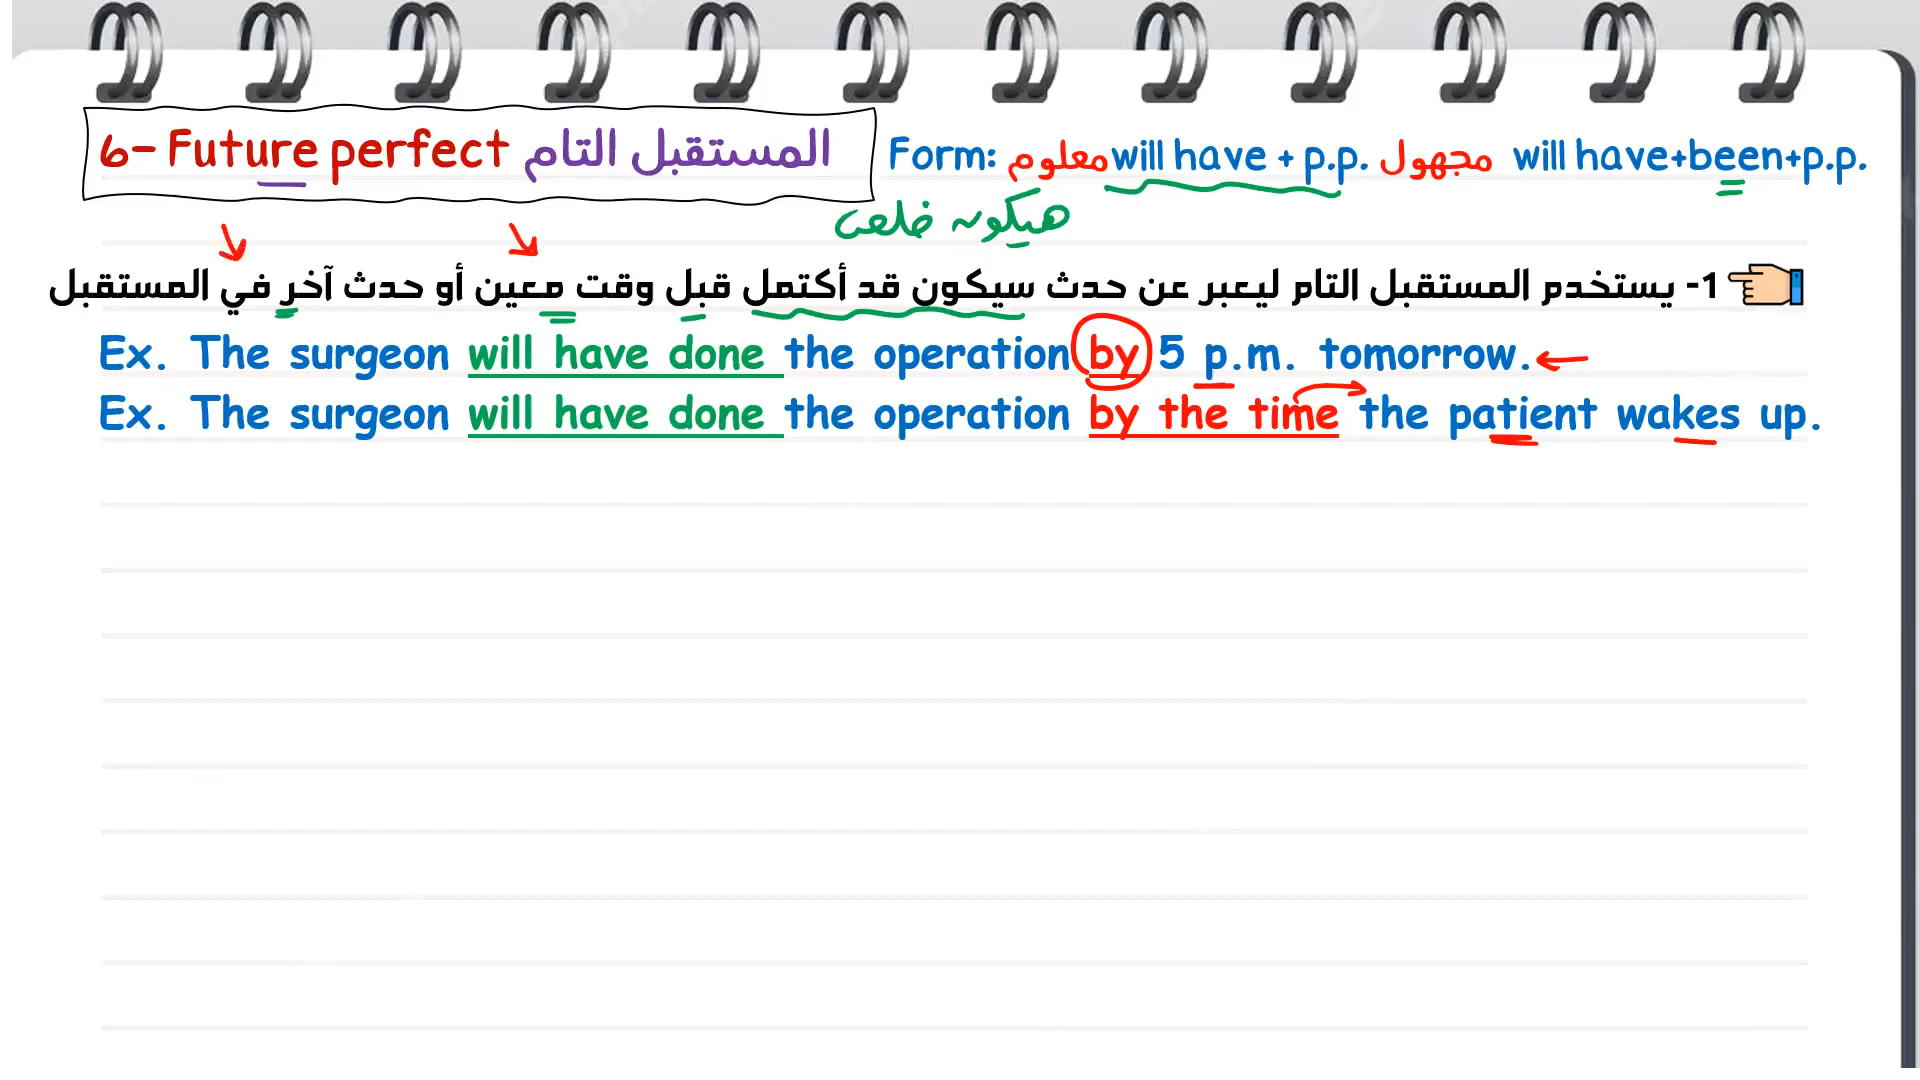 6- Future perfect المستقبل التام Form: معلوم will have + p.p. مجهول will have+been+p.p.
هيكون خلص
1- يستخدم المستقبل التام ليعبر عن حدث سيكون قد أكتمل قبل وقت معين أو حدث آخر في المستقبل
Ex. The surgeon will have done the operation by 5 p.m. tomorrow.
Ex. The surgeon will have done the operation by the time the patient wakes up.